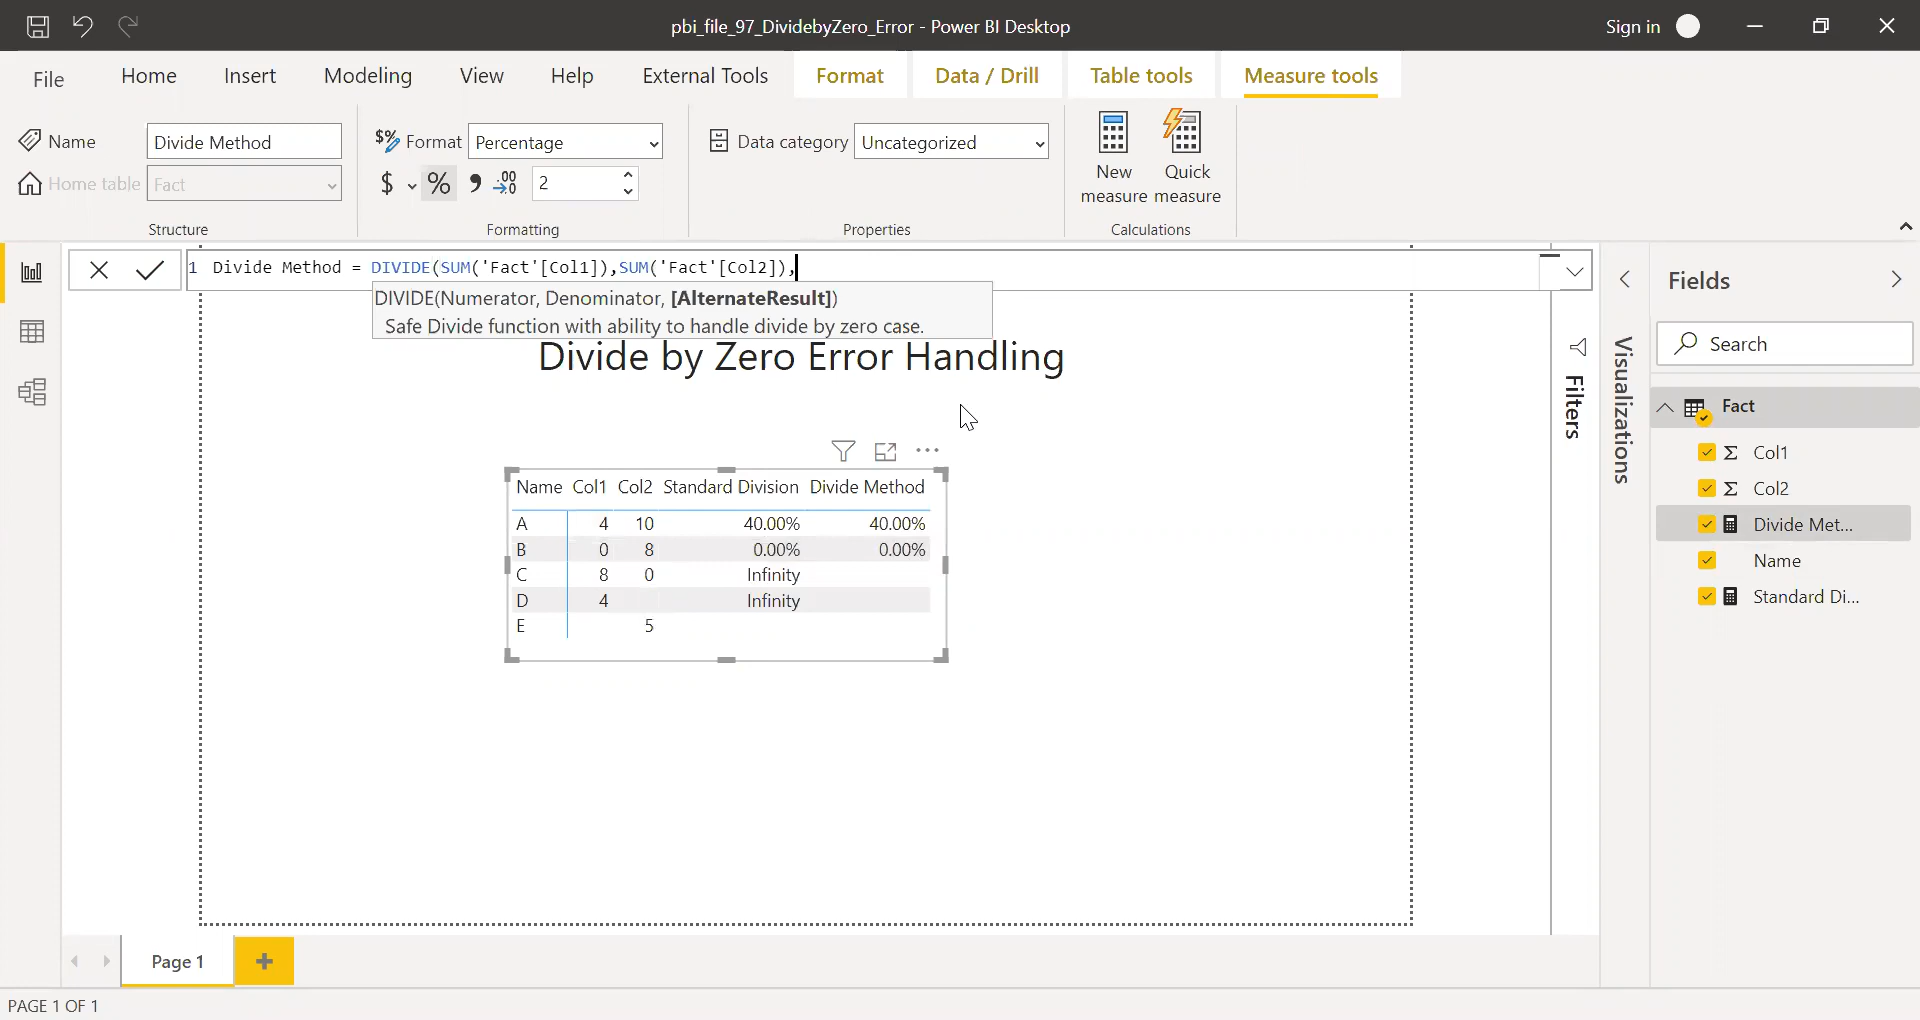 pbi_file_97_DividebyZero_Error - Power BI Desktop
Sign in
File Home Insert Modeling View Help External Tools Format Data / Drill Table tools Measure tools
Name Divide Method
Home table Fact
Structure
$% Format Percentage
$ % , .00 →0 2
Formatting
Data category Uncategorized
Properties
New measure
Quick measure
Calculations
1 Divide Method = DIVIDE(SUM('Fact'[Col1]),SUM('Fact'[Col2]),
DIVIDE(Numerator, Denominator, [AlternateResult])
Safe Divide function with ability to handle divide by zero case.
Divide by Zero Error Handling
Name Col1 Col2 Standard Division Divide Method
A 4 10 40.00% 40.00%
B 0 8 0.00% 0.00%
C 8 0 Infinity
D 4 Infinity
E 5
Filters
Visualizations
Fields
Search
Fact
Col1
Col2
Divide Met...
Name
Standard Di...
Page 1
PAGE 1 OF 1